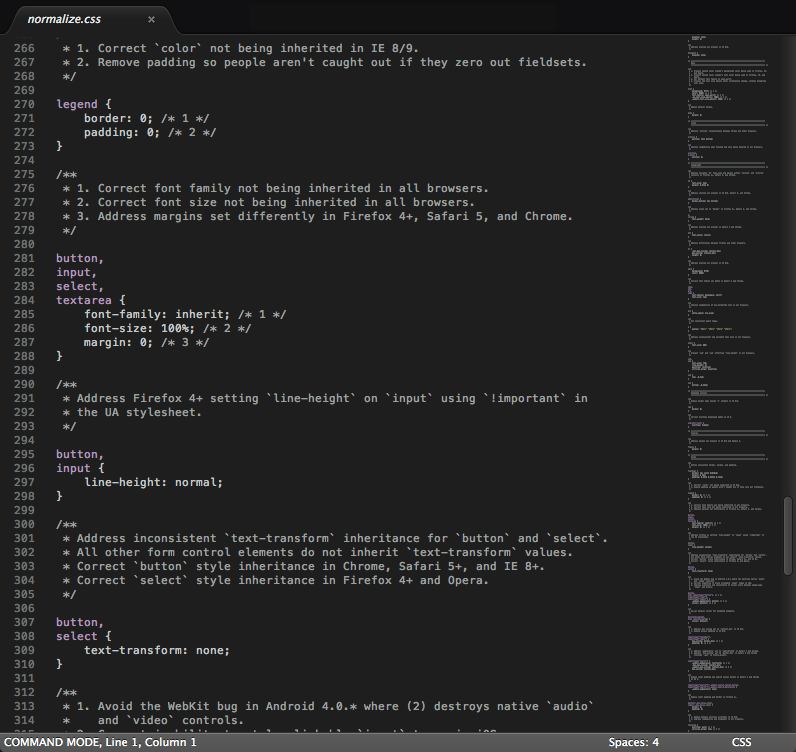 normalize.css ×
266  * 1. Correct `color` not being inherited in IE 8/9.
267  * 2. Remove padding so people aren't caught out if they zero out fieldsets.
268  */
269
270 legend {
271     border: 0; /* 1 */
272     padding: 0; /* 2 */
273 }
274
275 /**
276  * 1. Correct font family not being inherited in all browsers.
277  * 2. Correct font size not being inherited in all browsers.
278  * 3. Address margins set differently in Firefox 4+, Safari 5, and Chrome.
279  */
280
281 button,
282 input,
283 select,
284 textarea {
285     font-family: inherit; /* 1 */
286     font-size: 100%; /* 2 */
287     margin: 0; /* 3 */
288 }
289
290 /**
291  * Address Firefox 4+ setting `line-height` on `input` using `!important` in
292  * the UA stylesheet.
293  */
294
295 button,
296 input {
297     line-height: normal;
298 }
299
300 /**
301  * Address inconsistent `text-transform` inheritance for `button` and `select`.
302  * All other form control elements do not inherit `text-transform` values.
303  * Correct `button` style inheritance in Chrome, Safari 5+, and IE 8+.
304  * Correct `select` style inheritance in Firefox 4+ and Opera.
305  */
306
307 button,
308 select {
309     text-transform: none;
310 }
311
312 /**
313  * 1. Avoid the WebKit bug in Android 4.0.* where (2) destroys native `audio`
314  *    and `video` controls.
COMMAND MODE, Line 1, Column 1 Spaces: 4 CSS